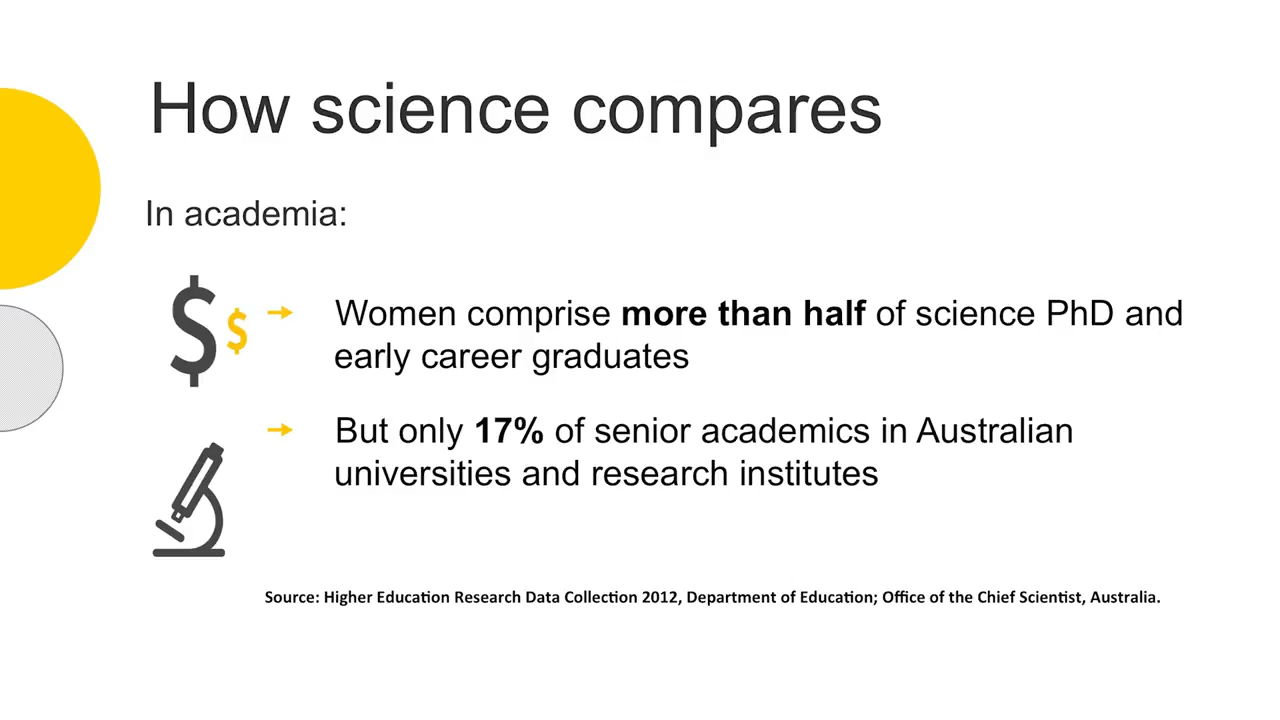 How science compares
In academia:
Women comprise more than half of science PhD and
early career graduates
But only 17% of senior academics in Australian
universities and research institutes
Source: Higher Education Research Data Collection 2012, Department of Education; Office of the Chief Scientist, Australia.